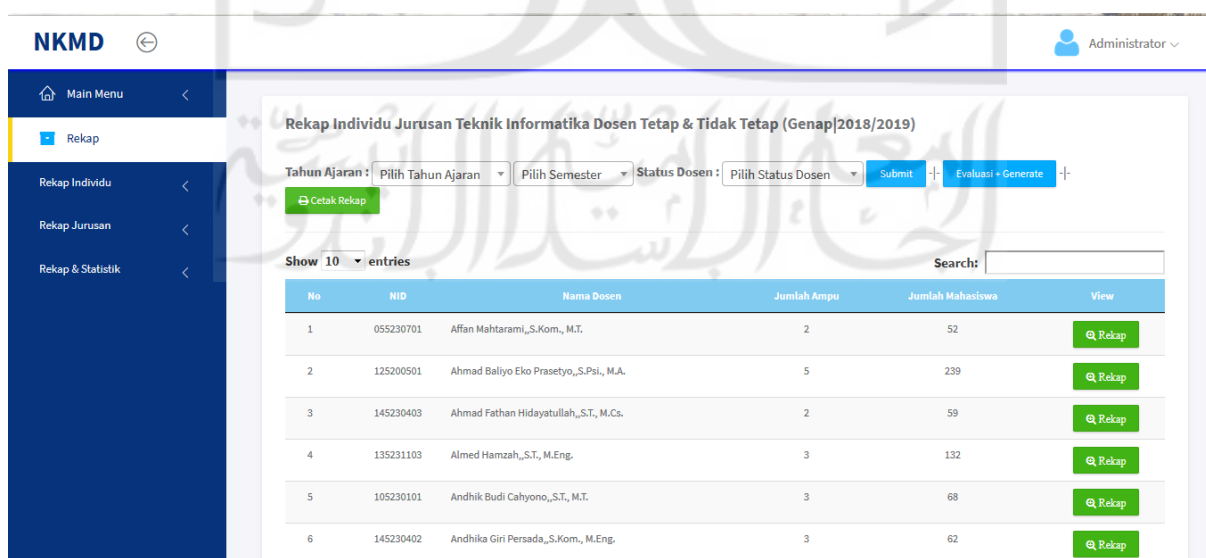 NKMD
Administrator
Main Menu
Rekap
Rekap Individu
Rekap Jurusan
Rekap & Statistik
Rekap Individu Jurusan Teknik Informatika Dosen Tetap & Tidak Tetap (Genap|2018/2019)
Tahun Ajaran : Pilih Tahun Ajaran Pilih Semester Status Dosen : Pilih Status Dosen Submit -|- Evaluasi + Generate -|-
Cetak Rekap
Show 10 entries Search:
No NID Nama Dosen Jumlah Ampu Jumlah Mahasiswa View
1 055230701 Affan Mahtarami,,S.Kom., M.T. 2 52 Rekap
2 125200501 Ahmad Baliyo Eko Prasetyo,,S.Psi., M.A. 5 239 Rekap
3 145230403 Ahmad Fathan Hidayatullah,,S.T., M.Cs. 2 59 Rekap
4 135231103 Almed Hamzah,,S.T., M.Eng. 3 132 Rekap
5 105230101 Andhik Budi Cahyono,,S.T., M.T. 3 68 Rekap
6 145230402 Andhika Giri Persada,,S.Kom., M.Eng. 3 62 Rekap